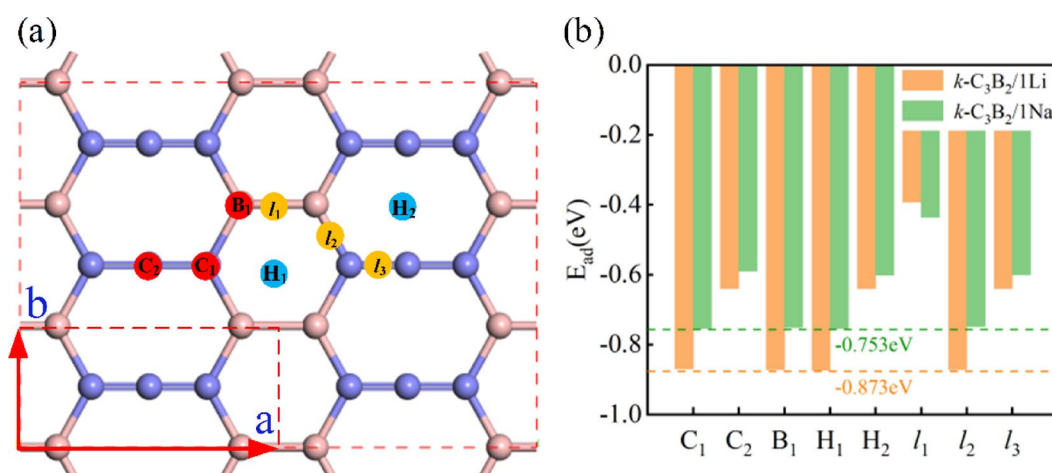 (a)
B₁
l₁
H₂
l₂
C₂
C₁
H₁
l₃
b
a
(b)
E_ad(eV)
0.0
-0.2
-0.4
-0.6
-0.8
-1.0
k-C₃B₂/1Li
k-C₃B₂/1Na
-0.753eV
-0.873eV
C₁ C₂ B₁ H₁ H₂ l₁ l₂ l₃